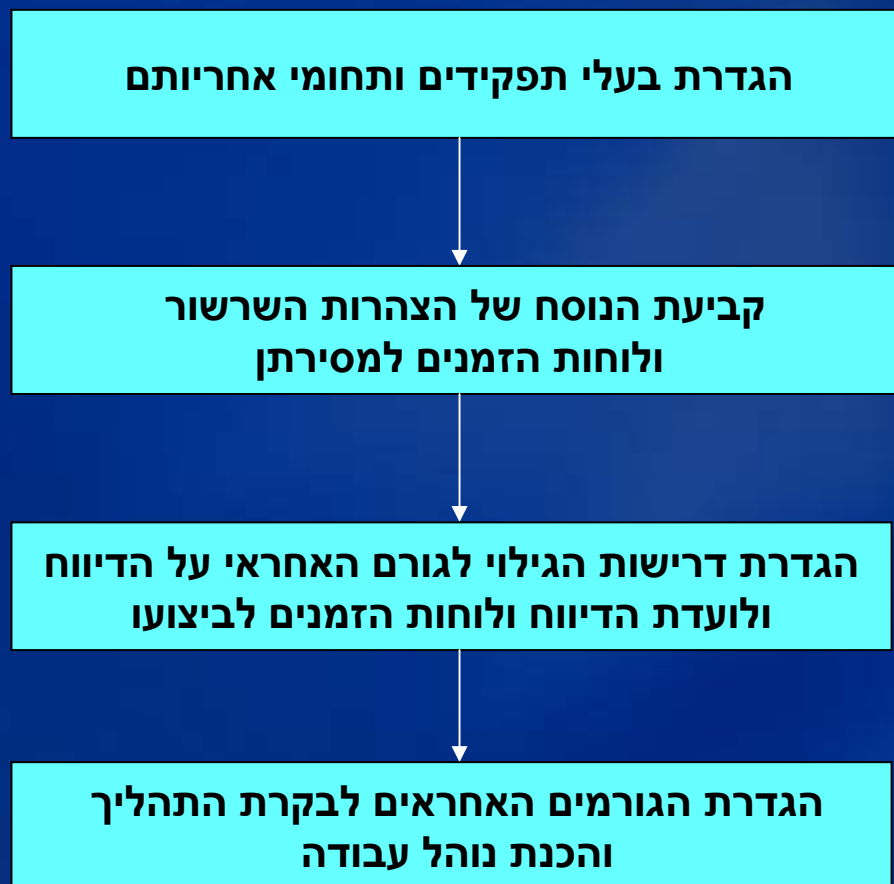 הגדרת בעלי תפקידים ותחומי אחריותם
קביעת הנוסח של הצהרות השרשור
ולוחות הזמנים למסירתן
הגדרת דרישות הגילוי לגורם האחראי על הדיווח
ולועדת הדיווח ולוחות הזמנים לביצועו
הגדרת הגורמים האחראים לבקרת התהליך
והכנת נוהל עבודה